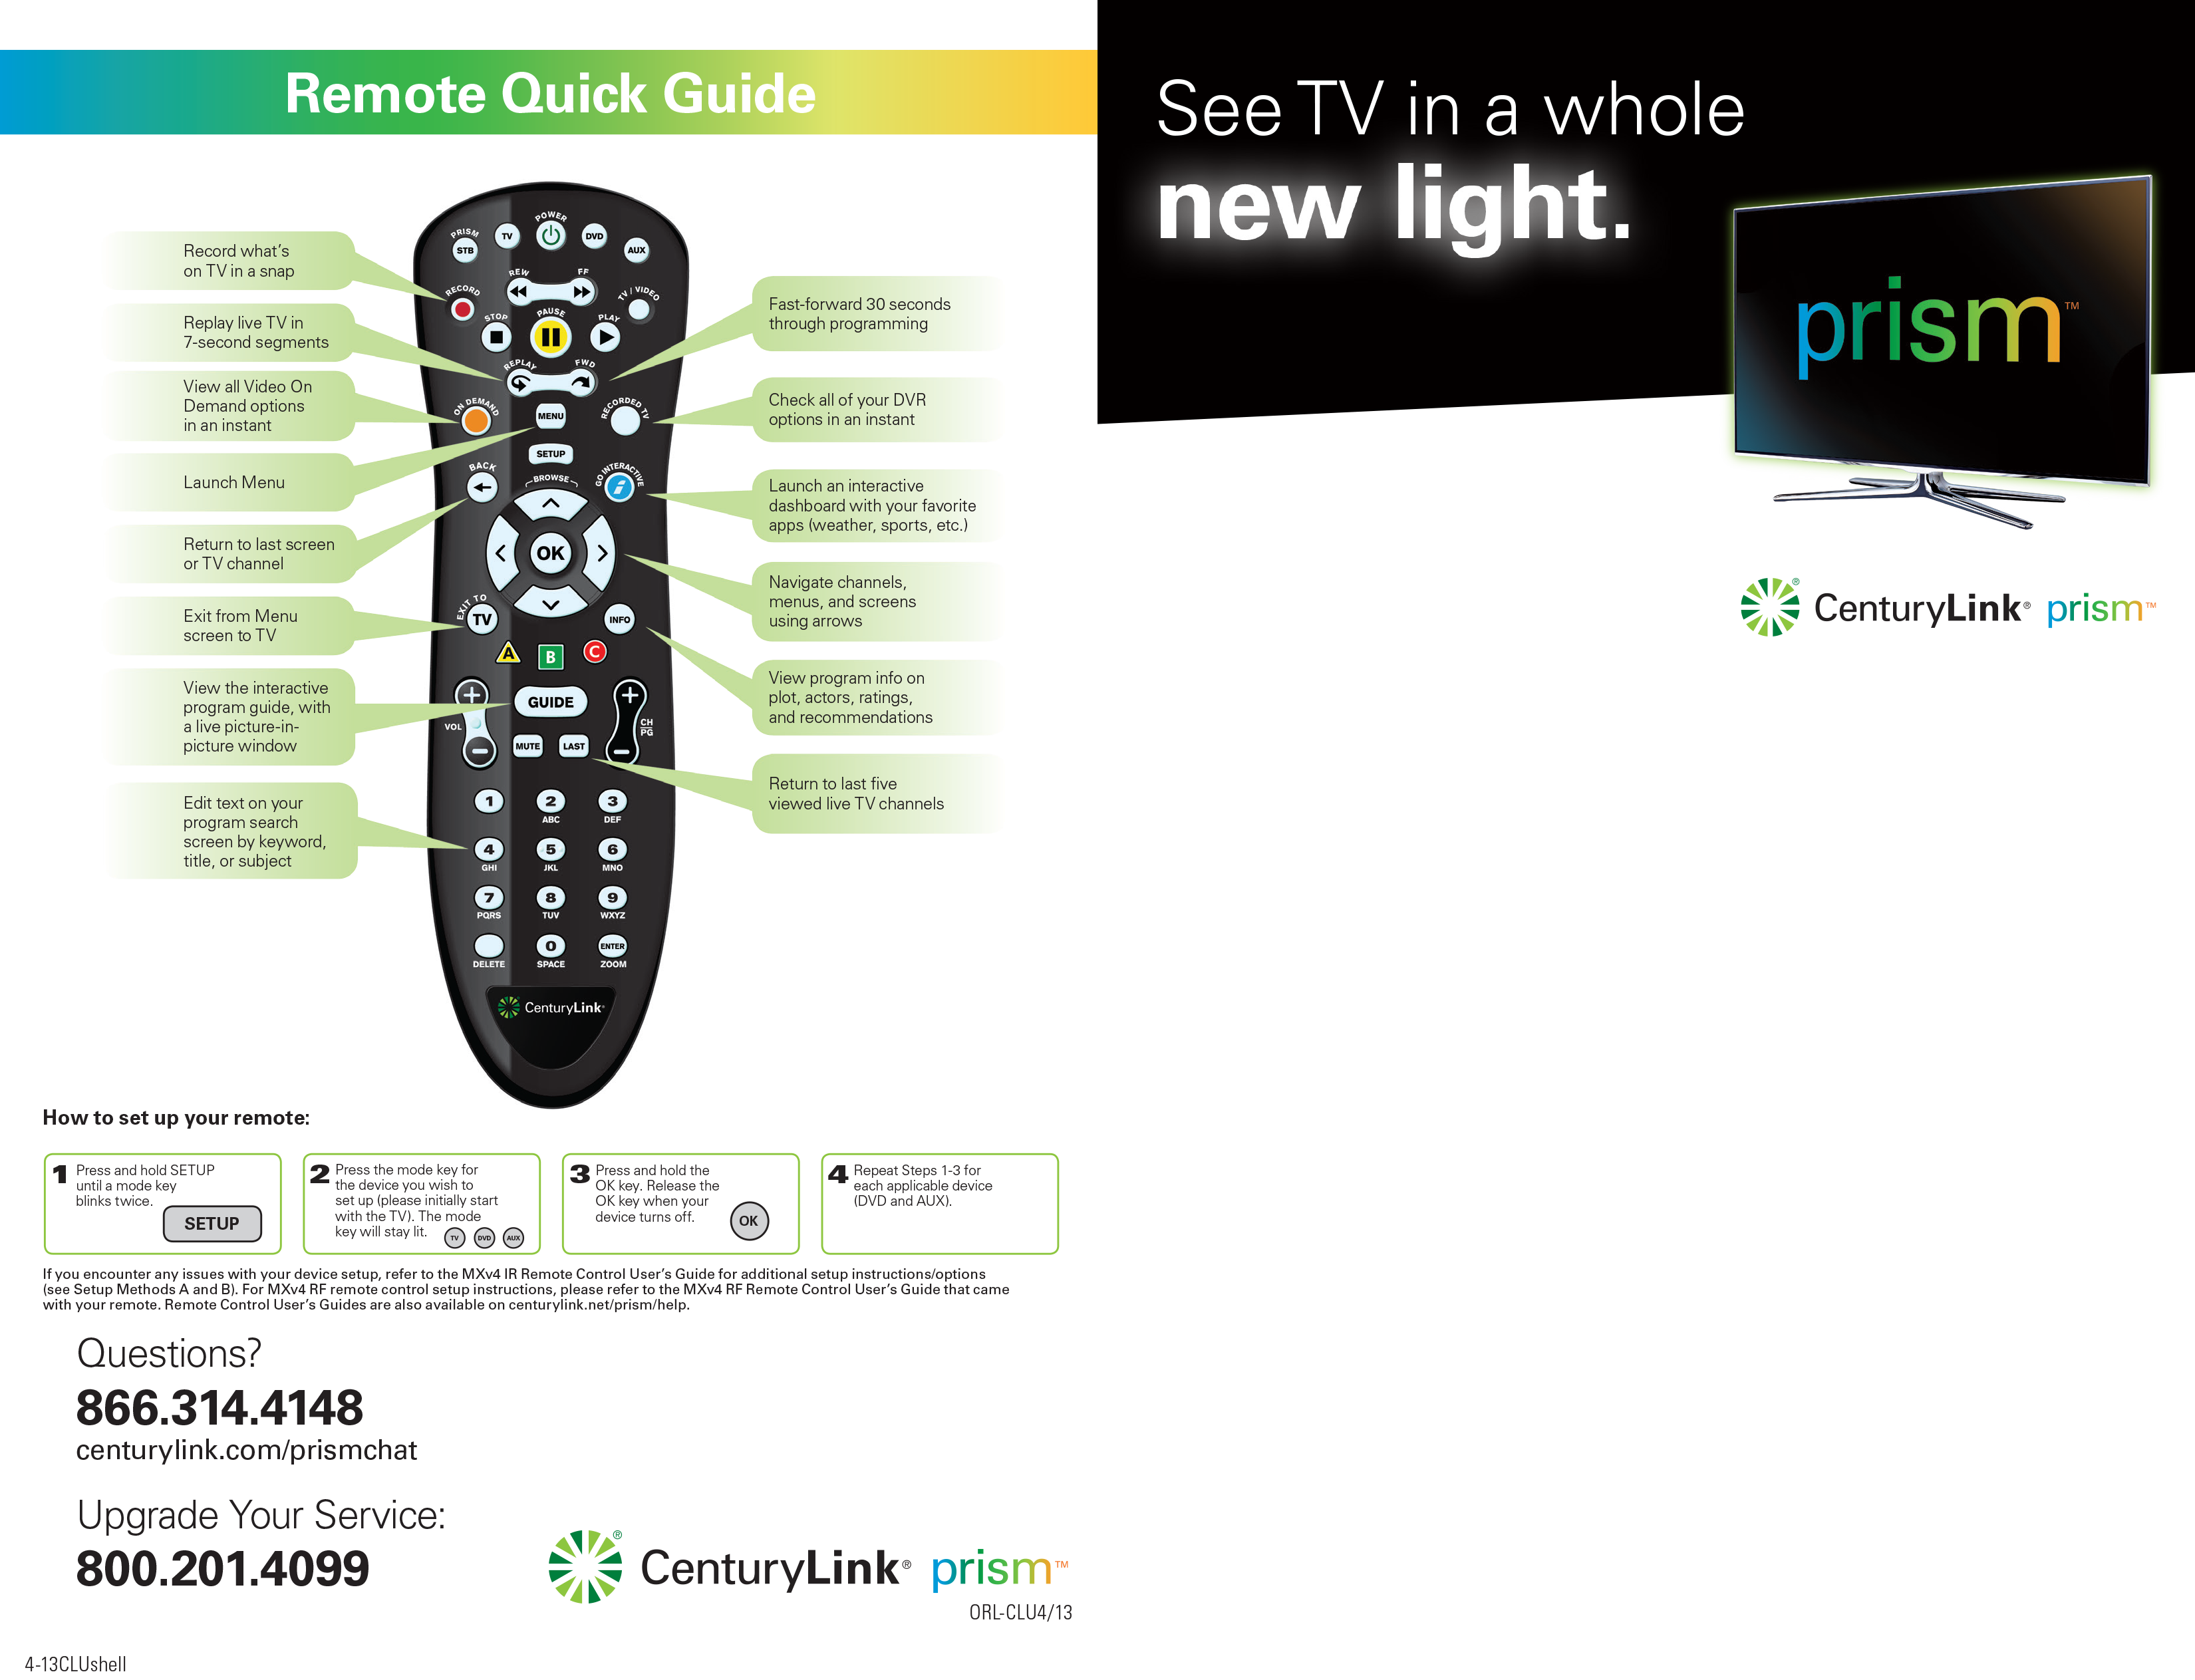 Remote Quick Guide
Record what's
on TV in a snap
Replay live TV in
7-second segments
View all Video On
Demand options
in an instant
Launch Menu
Return to last screen
or TV channel
Exit from Menu
screen to TV
View the interactive
program guide, with
a live picture-in-
picture window
Edit text on your
program search
screen by keyword,
title, or subject
PRISM
STB
TV
POWER
DVD
AUX
REW
FF
RECORD
TV / VIDEO
STOP
PAUSE
PLAY
REPLAY
FWD
ON DEMAND
MENU
RECORDED TV
SETUP
BACK
BROWSE
GO INTERACTIVE
i
OK
EXIT TO
TV
INFO
A
B
C
+
GUIDE
+
VOL
CH
PG
–
MUTE
LAST
–
1
2
3
ABC
DEF
4
5
6
GHI
JKL
MNO
7
8
9
PQRS
TUV
WXYZ
0
ENTER
DELETE
SPACE
ZOOM
CenturyLink®
Fast-forward 30 seconds
through programming
Check all of your DVR
options in an instant
Launch an interactive
dashboard with your favorite
apps (weather, sports, etc.)
Navigate channels,
menus, and screens
using arrows
View program info on
plot, actors, ratings,
and recommendations
Return to last five
viewed live TV channels
How to set up your remote:
1 Press and hold SETUP
until a mode key
blinks twice.
SETUP
2 Press the mode key for
the device you wish to
set up (please initially start
with the TV). The mode
key will stay lit.
TV DVD AUX
3 Press and hold the
OK key. Release the
OK key when your
device turns off.
OK
4 Repeat Steps 1-3 for
each applicable device
(DVD and AUX).
If you encounter any issues with your device setup, refer to the MXv4 IR Remote Control User's Guide for additional setup instructions/options
(see Setup Methods A and B). For MXv4 RF remote control setup instructions, please refer to the MXv4 RF Remote Control User's Guide that came
with your remote. Remote Control User's Guides are also available on centurylink.net/prism/help.
Questions?
866.314.4148
centurylink.com/prismchat
Upgrade Your Service:
800.201.4099
CenturyLink® prism™
ORL-CLU4/13
4-13CLUshell
See TV in a whole
new light.
prism™
CenturyLink® prism™